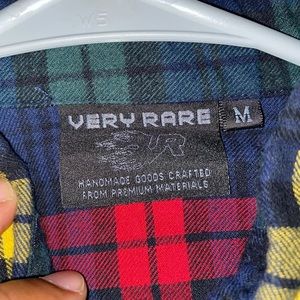 W S
VERY RARE
M
VR
HANDMADE GOODS CRAFTED
FROM PREMIUM MATERIALS